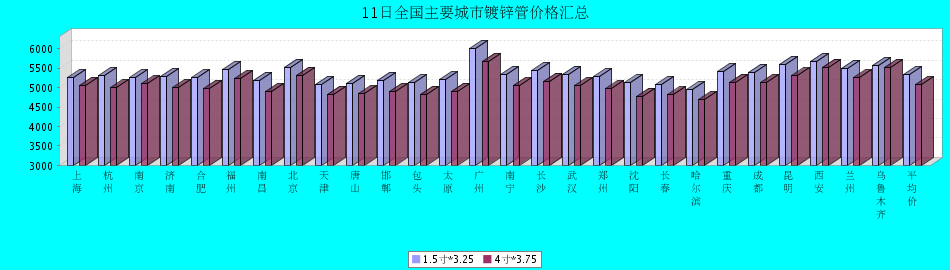 11日全国主要城市镀锌管价格汇总
6000
5500
5000
4500
4000
3500
3000
上海
杭州
南京
济南
合肥
福州
南昌
北京
天津
唐山
邯郸
包头
太原
广州
南宁
长沙
武汉
郑州
沈阳
长春
哈尔滨
重庆
成都
昆明
西安
兰州
乌鲁木齐
平均价
1.5寸*3.25
4寸*3.75